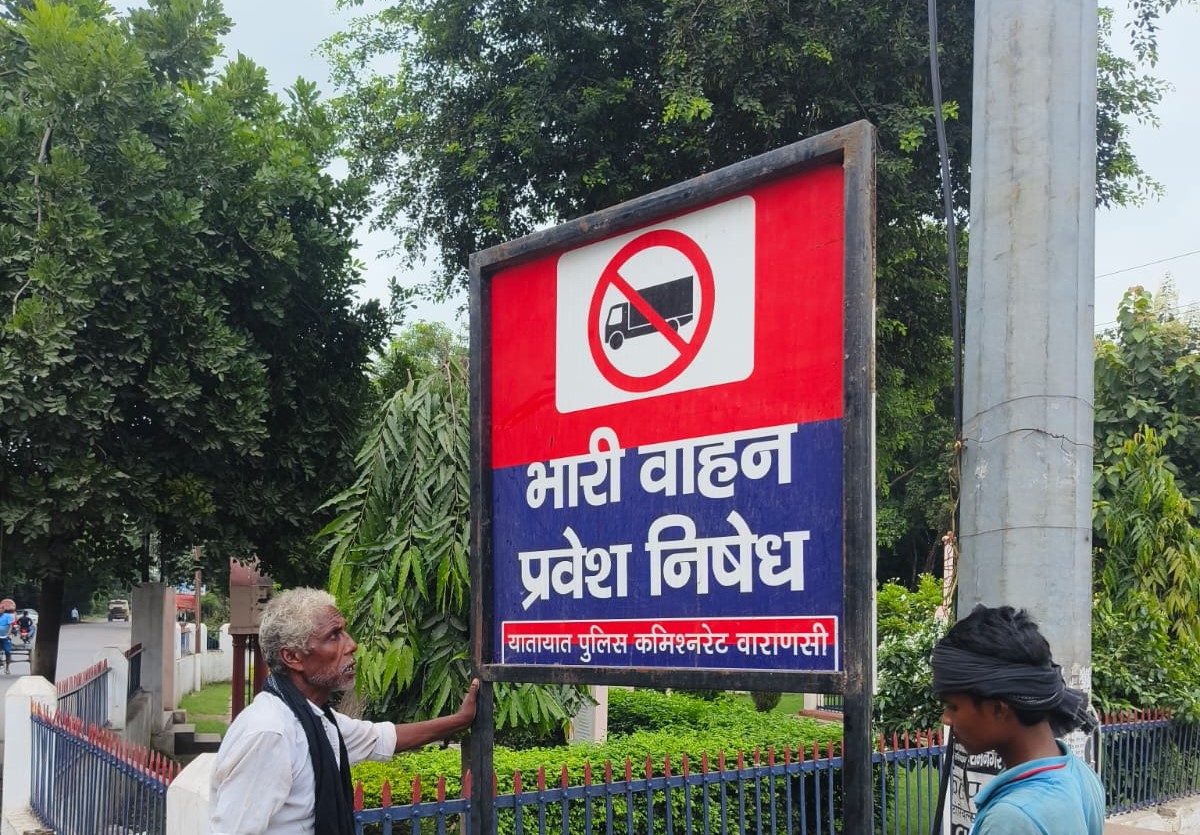 भारी वाहन
प्रवेश निषेध
यातायात पुलिस कमिश्नरेट वाराणसी